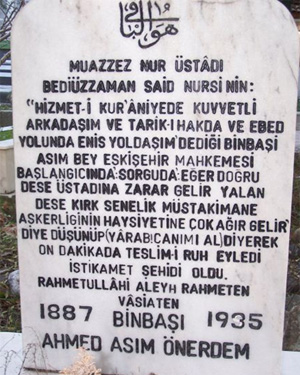 هو الباقي
MUAZZEZ NUR ÜSTÂDI
BEDİÜZZAMAN SAİD NURSİ NİN:
"HİZMET-İ KUR'ÂNİYEDE KUVVETLİ
ARKADAŞIM VE TARİK-I HAKDA VE EBED
YOLUNDA ENİS YOLDAŞIM"DEDİĞİ BİNBAŞI
ASIM BEY ESKİŞEHİR MAHKEMESİ
BAŞLANGICINDA: SORGUDA: EĞER DOĞRU
DESE ÜSTADINA ZARAR GELİR YALAN
DESE KIRK SENELİK MÜSTAKİMANE
ASKERLİĞİNİN HAYSİYETİNE ÇOK AĞIR GELİR'
DİYE DÜŞÜNÜP(YÂRAB!CANIMI AL)DİYEREK
ON DAKİKADA TESLİM-İ RUH EYLEDİ
İSTİKAMET ŞEHİDİ OLDU.
RAHMETULLÂHİ ALEYH RAHMETEN
VÂSİATEN
1887 BİNBAŞI 1935
AHMED ASIM ÖNERDEM